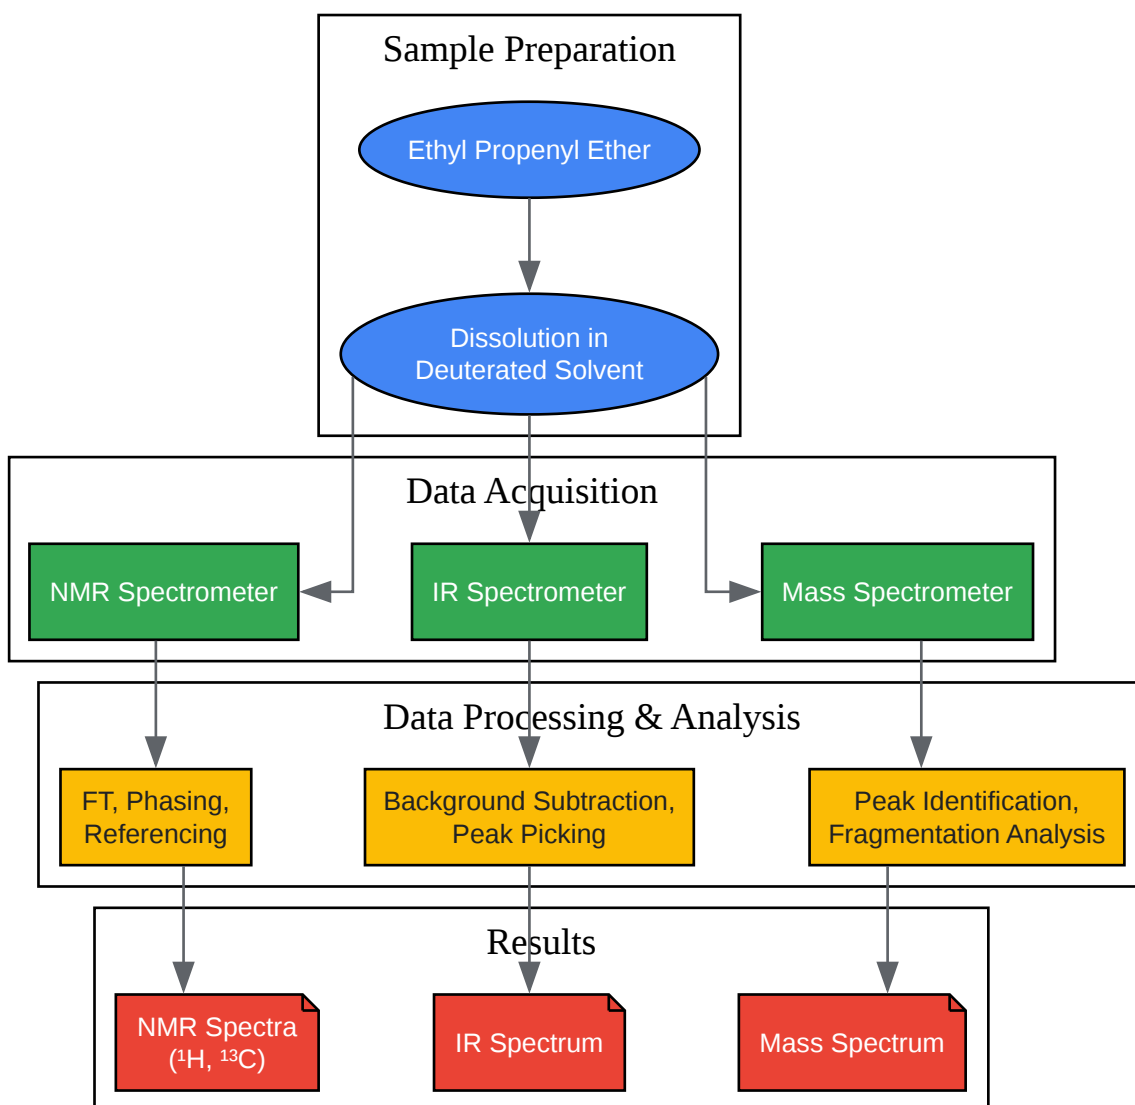 Sample Preparation
Ethyl Propenyl Ether
Dissolution in
Deuterated Solvent
Data Acquisition
NMR Spectrometer
IR Spectrometer
Mass Spectrometer
Data Processing & Analysis
FT, Phasing,
Referencing
Background Subtraction,
Peak Picking
Peak Identification,
Fragmentation Analysis
Results
NMR Spectra
(¹H, ¹³C)
IR Spectrum
Mass Spectrum